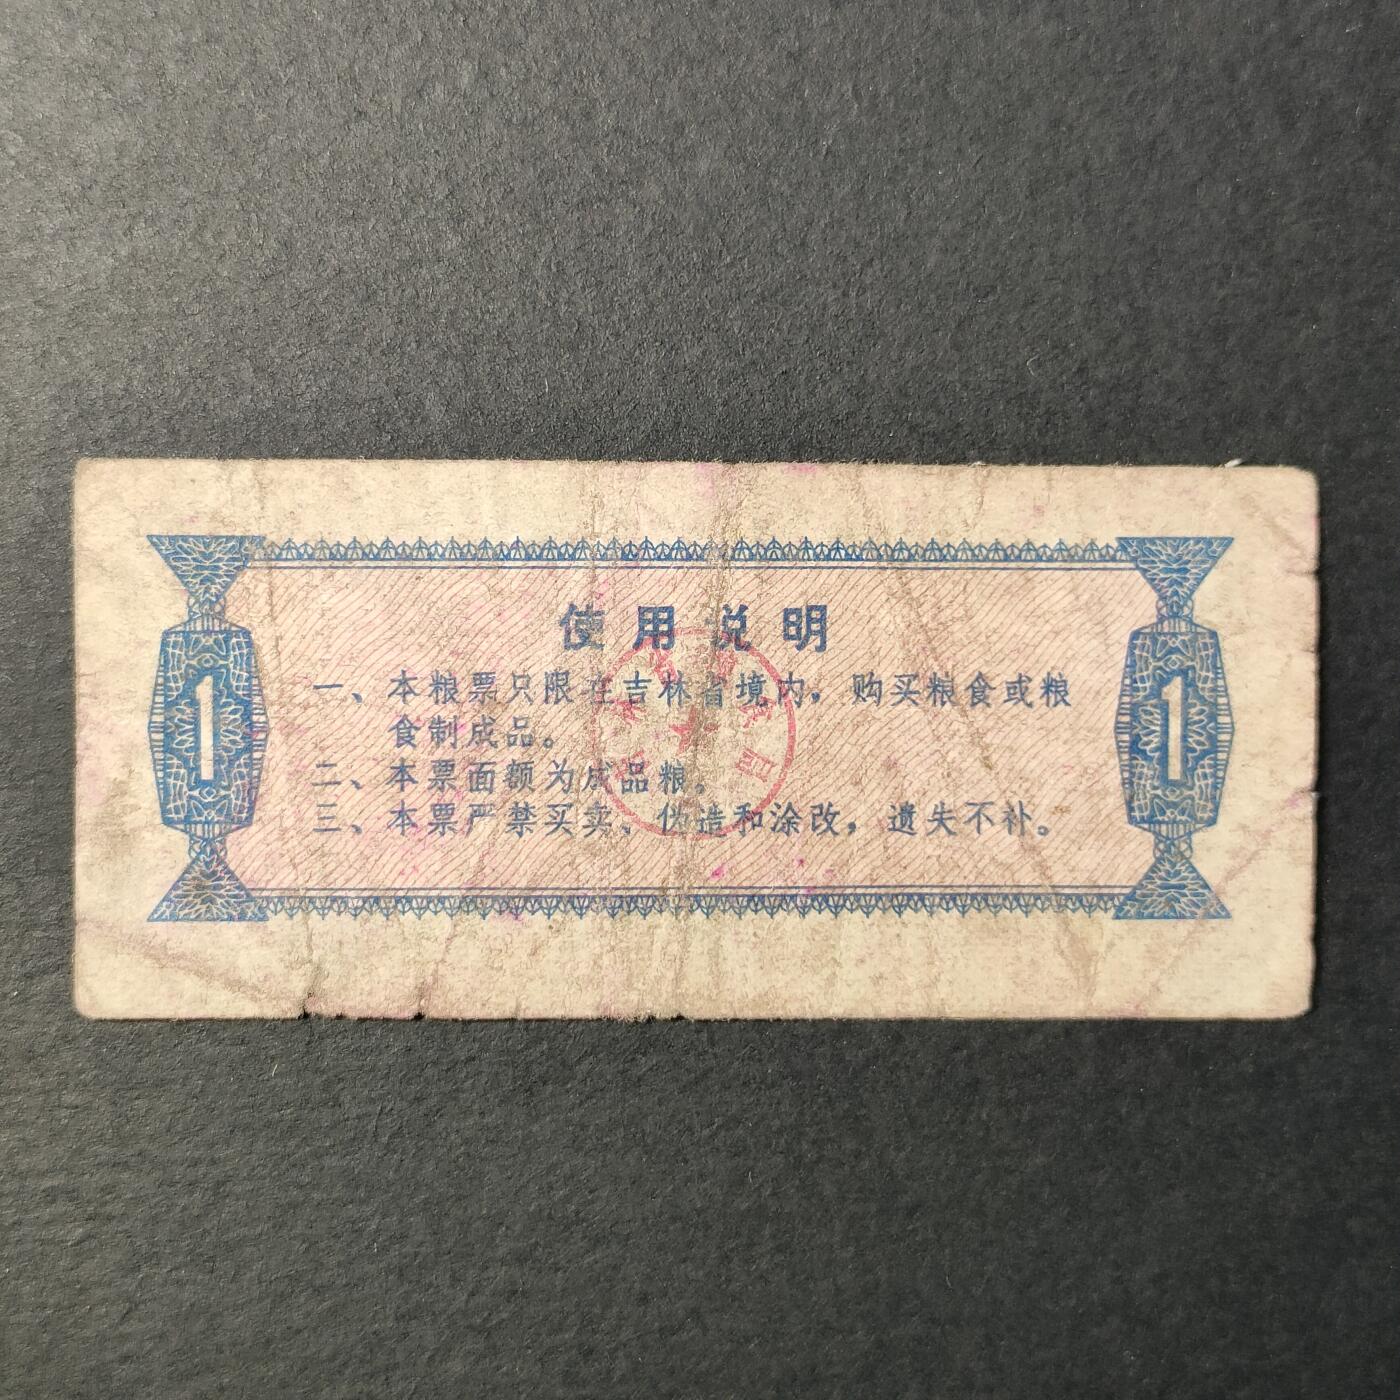 使用说明
一、本粮票只限在吉林省境内，购买粮食或粮
食制成品。
二、本票面额为成品粮。
三、本票严禁买卖、伪造和涂改，遗失不补。
1
1